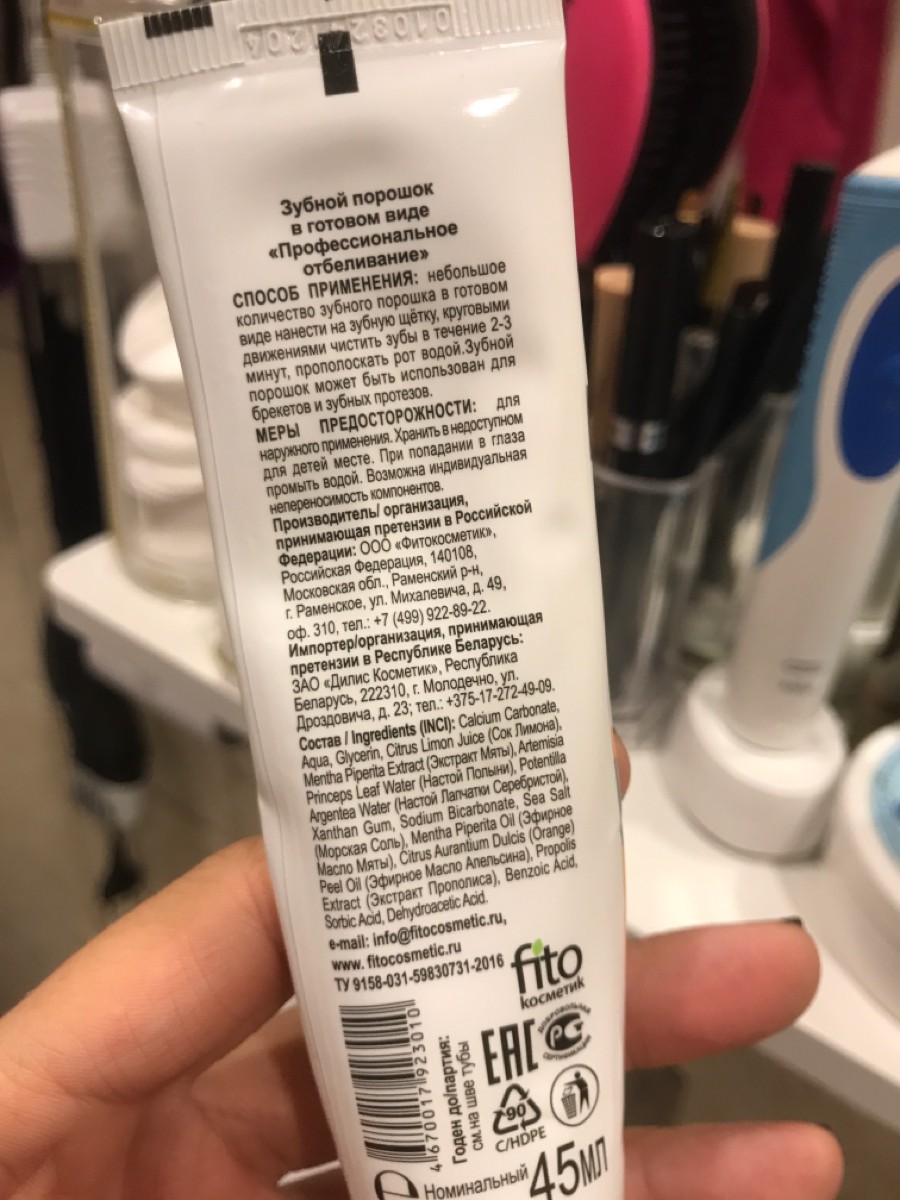 010324204
Зубной порошок
в готовом виде
«Профессиональное
отбеливание»
СПОСОБ ПРИМЕНЕНИЯ: небольшое
количество зубного порошка в готовом
виде нанести на зубную щётку, круговыми
движениями чистить зубы в течение 2-3
минут, прополоскать рот водой.Зубной
порошок может быть использован для
брекетов и зубных протезов.
МЕРЫ ПРЕДОСТОРОЖНОСТИ: для
наружного применения. Хранить в недоступном
для детей месте. При попадании в глаза
промыть водой. Возможна индивидуальная
непереносимость компонентов.
Производитель/ организация,
принимающая претензии в Российской
Федерации: ООО «Фитокосметик»,
Российская Федерация, 140108,
Московская обл., Раменский р-н,
г. Раменское, ул. Михалевича, д. 49,
оф. 310, тел.: +7 (499) 922-89-22.
Импортер/организация, принимающая
претензии в Республике Беларусь:
ЗАО «Дилис Косметик», Республика
Беларусь, 222310, г. Молодечно, ул.
Дроздовича, д. 23; тел.: +375-17-272-49-09.
Состав / Ingredients (INCI): Calcium Carbonate,
Aqua, Glycerin, Citrus Limon Juice (Сок Лимона),
Mentha Piperita Extract (Экстракт Мяты), Artemisia
Princeps Leaf Water (Настой Полыни), Potentilla
Argentea Water (Настой Лапчатки Серебристой),
Xanthan Gum, Sodium Bicarbonate, Sea Salt
(Морская Соль), Mentha Piperita Oil (Эфирное
Масло Мяты), Citrus Aurantium Dulcis (Orange)
Peel Oil (Эфирное Масло Апельсина), Propolis
Extract (Экстракт Прополиса), Benzoic Acid,
Sorbic Acid, Dehydroacetic Acid.
e-mail: info@fitocosmetic.ru,
www. fitocosmetic.ru
ТУ 9158-031-59830731-2016
fito
косметик
4 670017 923010
Годен до/партия:
см.на шве тубы
EAC
ДОБРОВОЛЬНАЯ
РСТ
СЕРТИФИКАЦИЯ
90
C/HDPE
e Номинальный 45мл